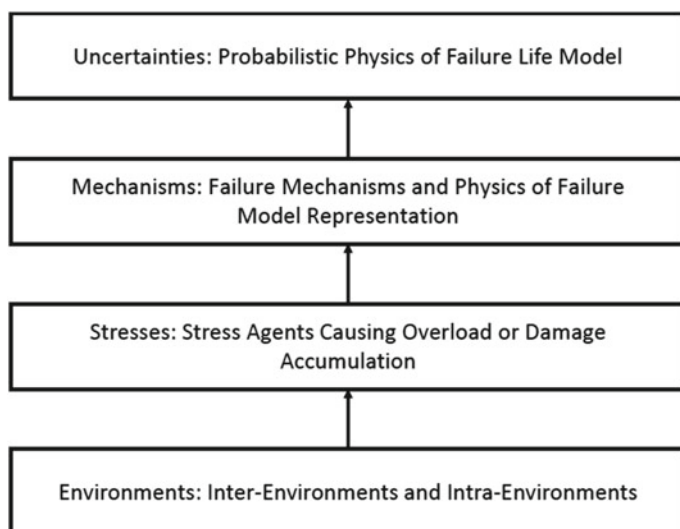 Uncertainties: Probabilistic Physics of Failure Life Model
Mechanisms: Failure Mechanisms and Physics of Failure
Model Representation
Stresses: Stress Agents Causing Overload or Damage
Accumulation
Environments: Inter-Environments and Intra-Environments